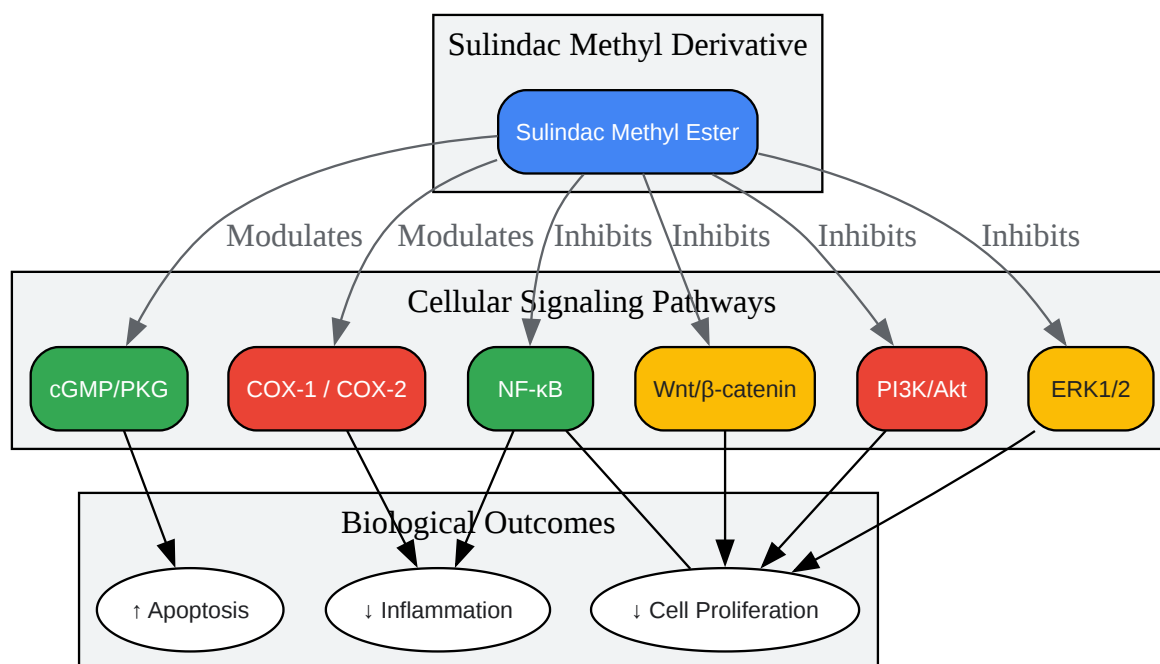 Sulindac Methyl Derivative
Sulindac Methyl Ester
Modulates
Modulates
Inhibits
Inhibits
Inhibits
Inhibits
Cellular Signaling Pathways
cGMP/PKG
COX-1 / COX-2
NF-κB
Wnt/β-catenin
PI3K/Akt
ERK1/2
Biological Outcomes
↑ Apoptosis
↓ Inflammation
↓ Cell Proliferation